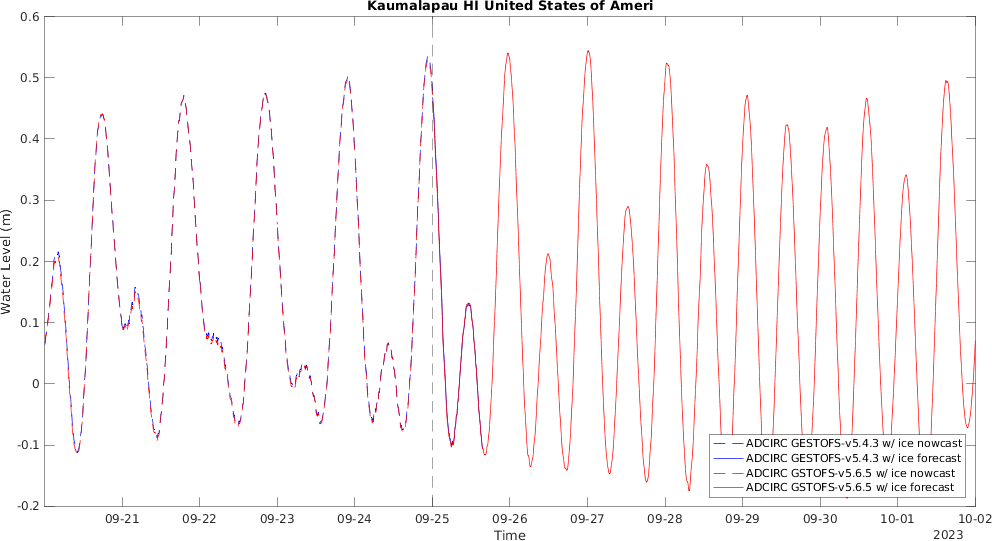 Kaumalapau HI United States of Ameri
0.6
0.5
0.4
0.3
0.2
0.1
0
-0.1
-0.2
Water Level (m)
09-21 09-22 09-23 09-24 09-25 09-26 09-27 09-28 09-29 09-30 10-01 10-02
Time
2023
ADCIRC GESTOFS-v5.4.3 w/ ice nowcast
ADCIRC GESTOFS-v5.4.3 w/ ice forecast
ADCIRC GSTOFS-v5.6.5 w/ ice nowcast
ADCIRC GSTOFS-v5.6.5 w/ ice forecast